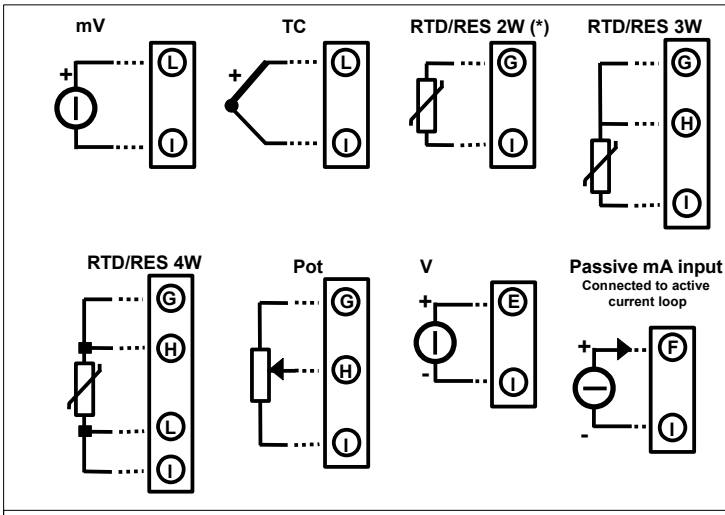 mV
TC
RTD/RES 2W (*)
RTD/RES 3W
+
L
I
+
L
I
G
I
G
H
I
RTD/RES 4W
Pot
V
Passive mA input
Connected to active
current loop
G
H
L
I
G
H
I
+
E
-
I
+
F
-
I